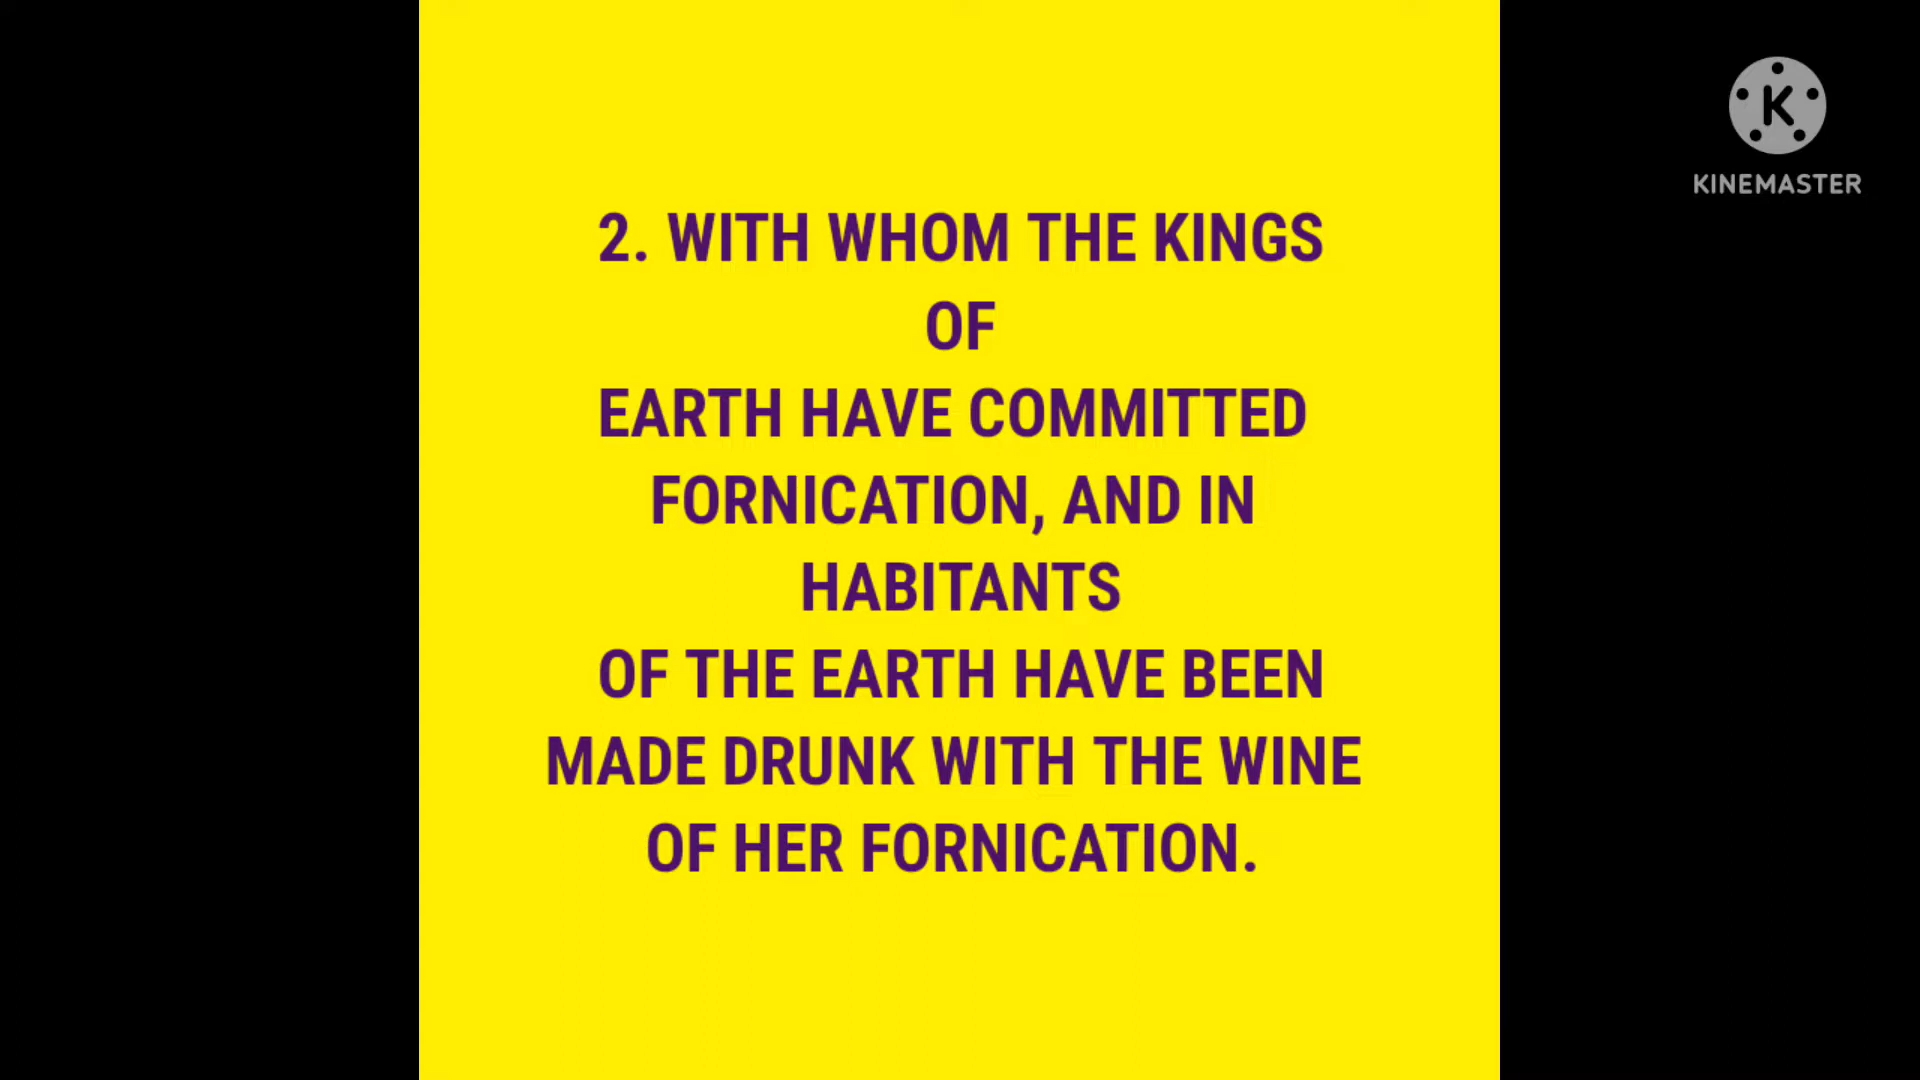 2. WITH WHOM THE KINGS
OF
EARTH HAVE COMMITTED
FORNICATION, AND IN
HABITANTS
OF THE EARTH HAVE BEEN
MADE DRUNK WITH THE WINE
OF HER FORNICATION.
K
KINEMASTER